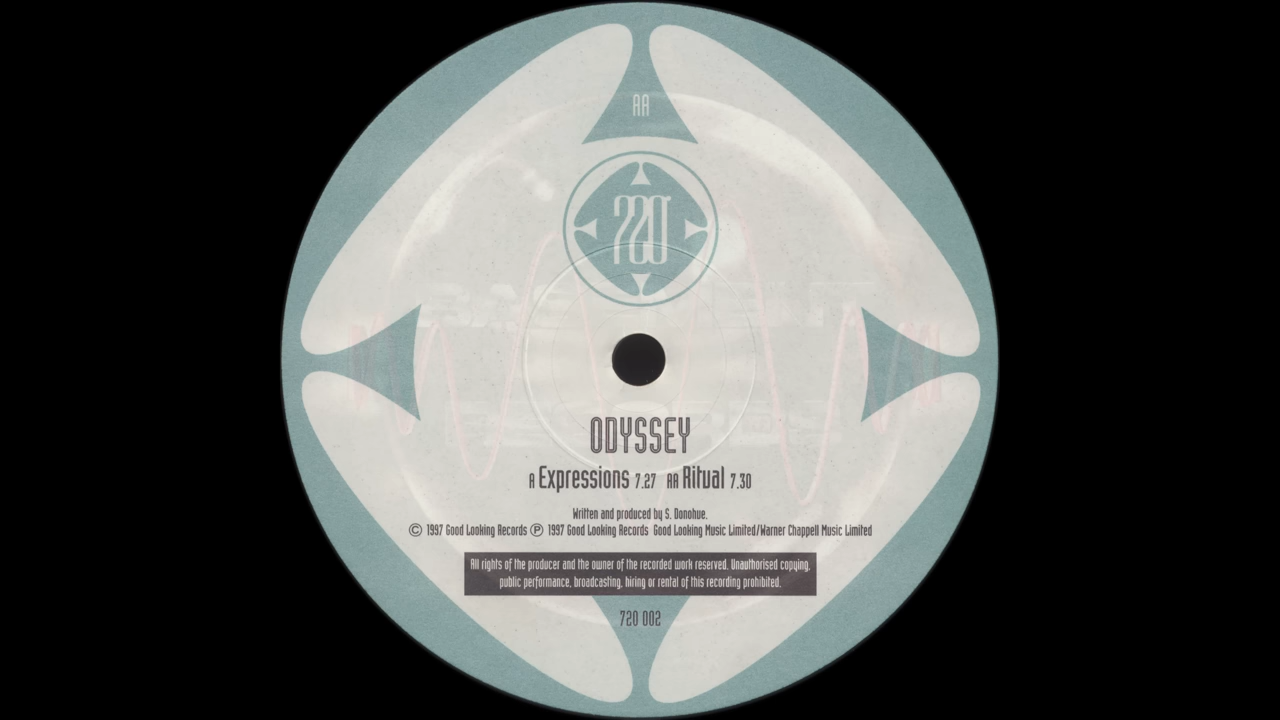 AA
720°
ODYSSEY
A Expressions 7.27 AA Ritual 7.30
Written and produced by S. Donohue.
© 1997 Good Looking Records ℗ 1997 Good Looking Records Good Looking Music Limited/Warner Chappell Music Limited
All rights of the producer and the owner of the recorded work reserved. Unauthorised copying,
public performance, broadcasting, hiring or rental of this recording prohibited.
720 002